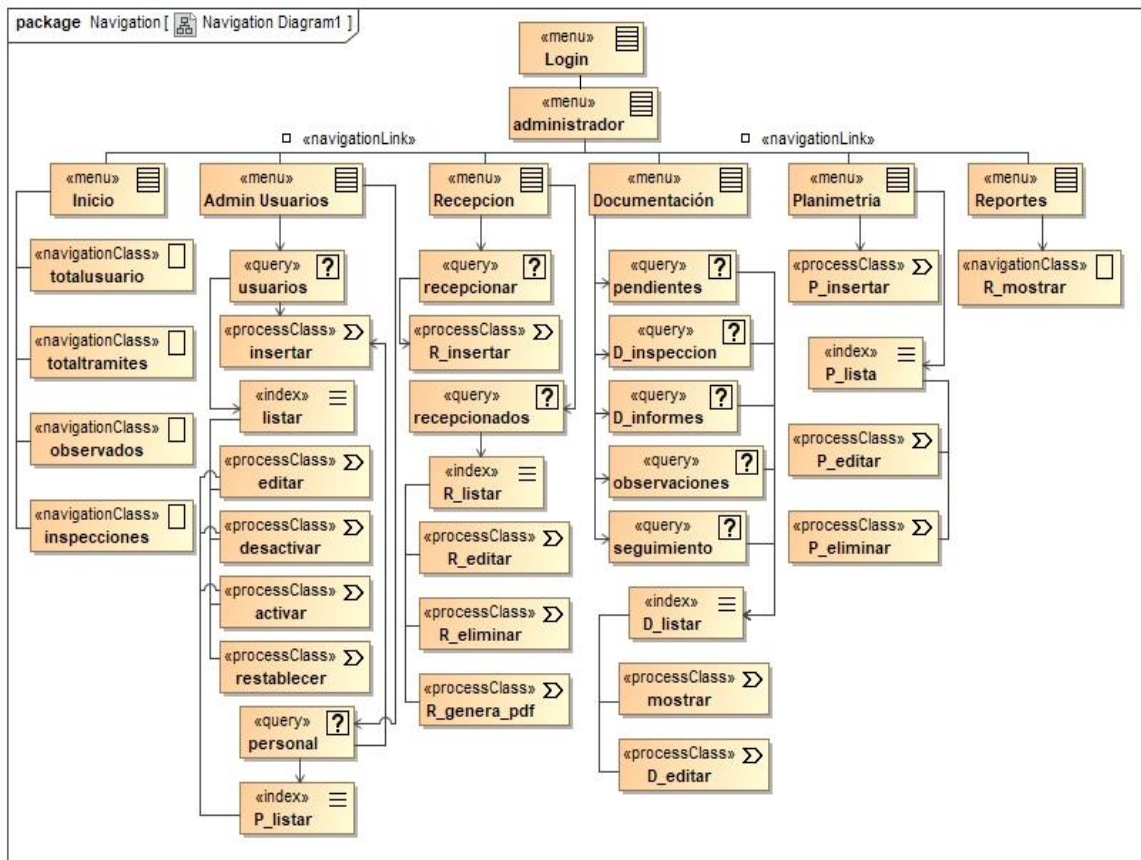 package Navigation [ Navigation Diagram1 ]
«menu»
Login
«menu»
administrador
«navigationLink»
«navigationLink»
«menu»
Inicio
«menu»
Admin Usuarios
«menu»
Recepcion
«menu»
Documentación
«menu»
Planimetria
«menu»
Reportes
«navigationClass»
totalusuario
«navigationClass»
totaltramites
«navigationClass»
observados
«navigationClass»
inspecciones
«query»
usuarios
?
«processClass»
insertar
«index»
listar
«processClass»
editar
«processClass»
desactivar
«processClass»
activar
«processClass»
restablecer
«query»
personal
?
«index»
P_listar
«query»
recepcionar
?
«processClass»
R_insertar
«query»
recepcionados
?
«index»
R_listar
«processClass»
R_editar
«processClass»
R_eliminar
«processClass»
R_genera_pdf
«query»
pendientes
?
«query»
D_inspeccion
?
«query»
D_informes
?
«query»
observaciones
?
«query»
seguimiento
?
«index»
D_listar
«processClass»
mostrar
«processClass»
D_editar
«processClass»
P_insertar
«index»
P_lista
«processClass»
P_editar
«processClass»
P_eliminar
«navigationClass»
R_mostrar